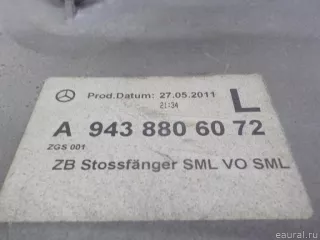 Prod.Datum: 27.05.2011
21:34
L
A 943 880 60 72
ZGS 001
ZB Stossfänger SML VO SML
© eaural.ru